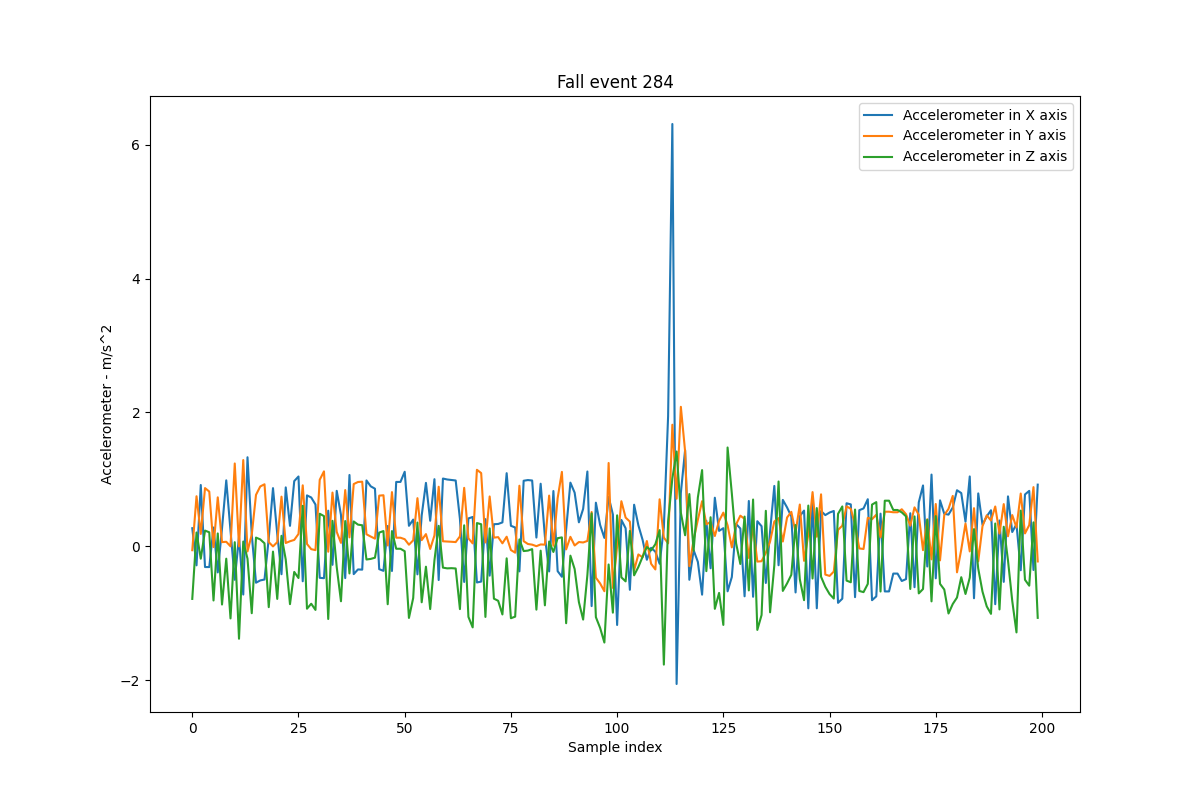 Fall event 284
Accelerometer in X axis
Accelerometer in Y axis
Accelerometer in Z axis
Accelerometer - m/s^2
6
4
2
0
−2
0 25 50 75 100 125 150 175 200
Sample index